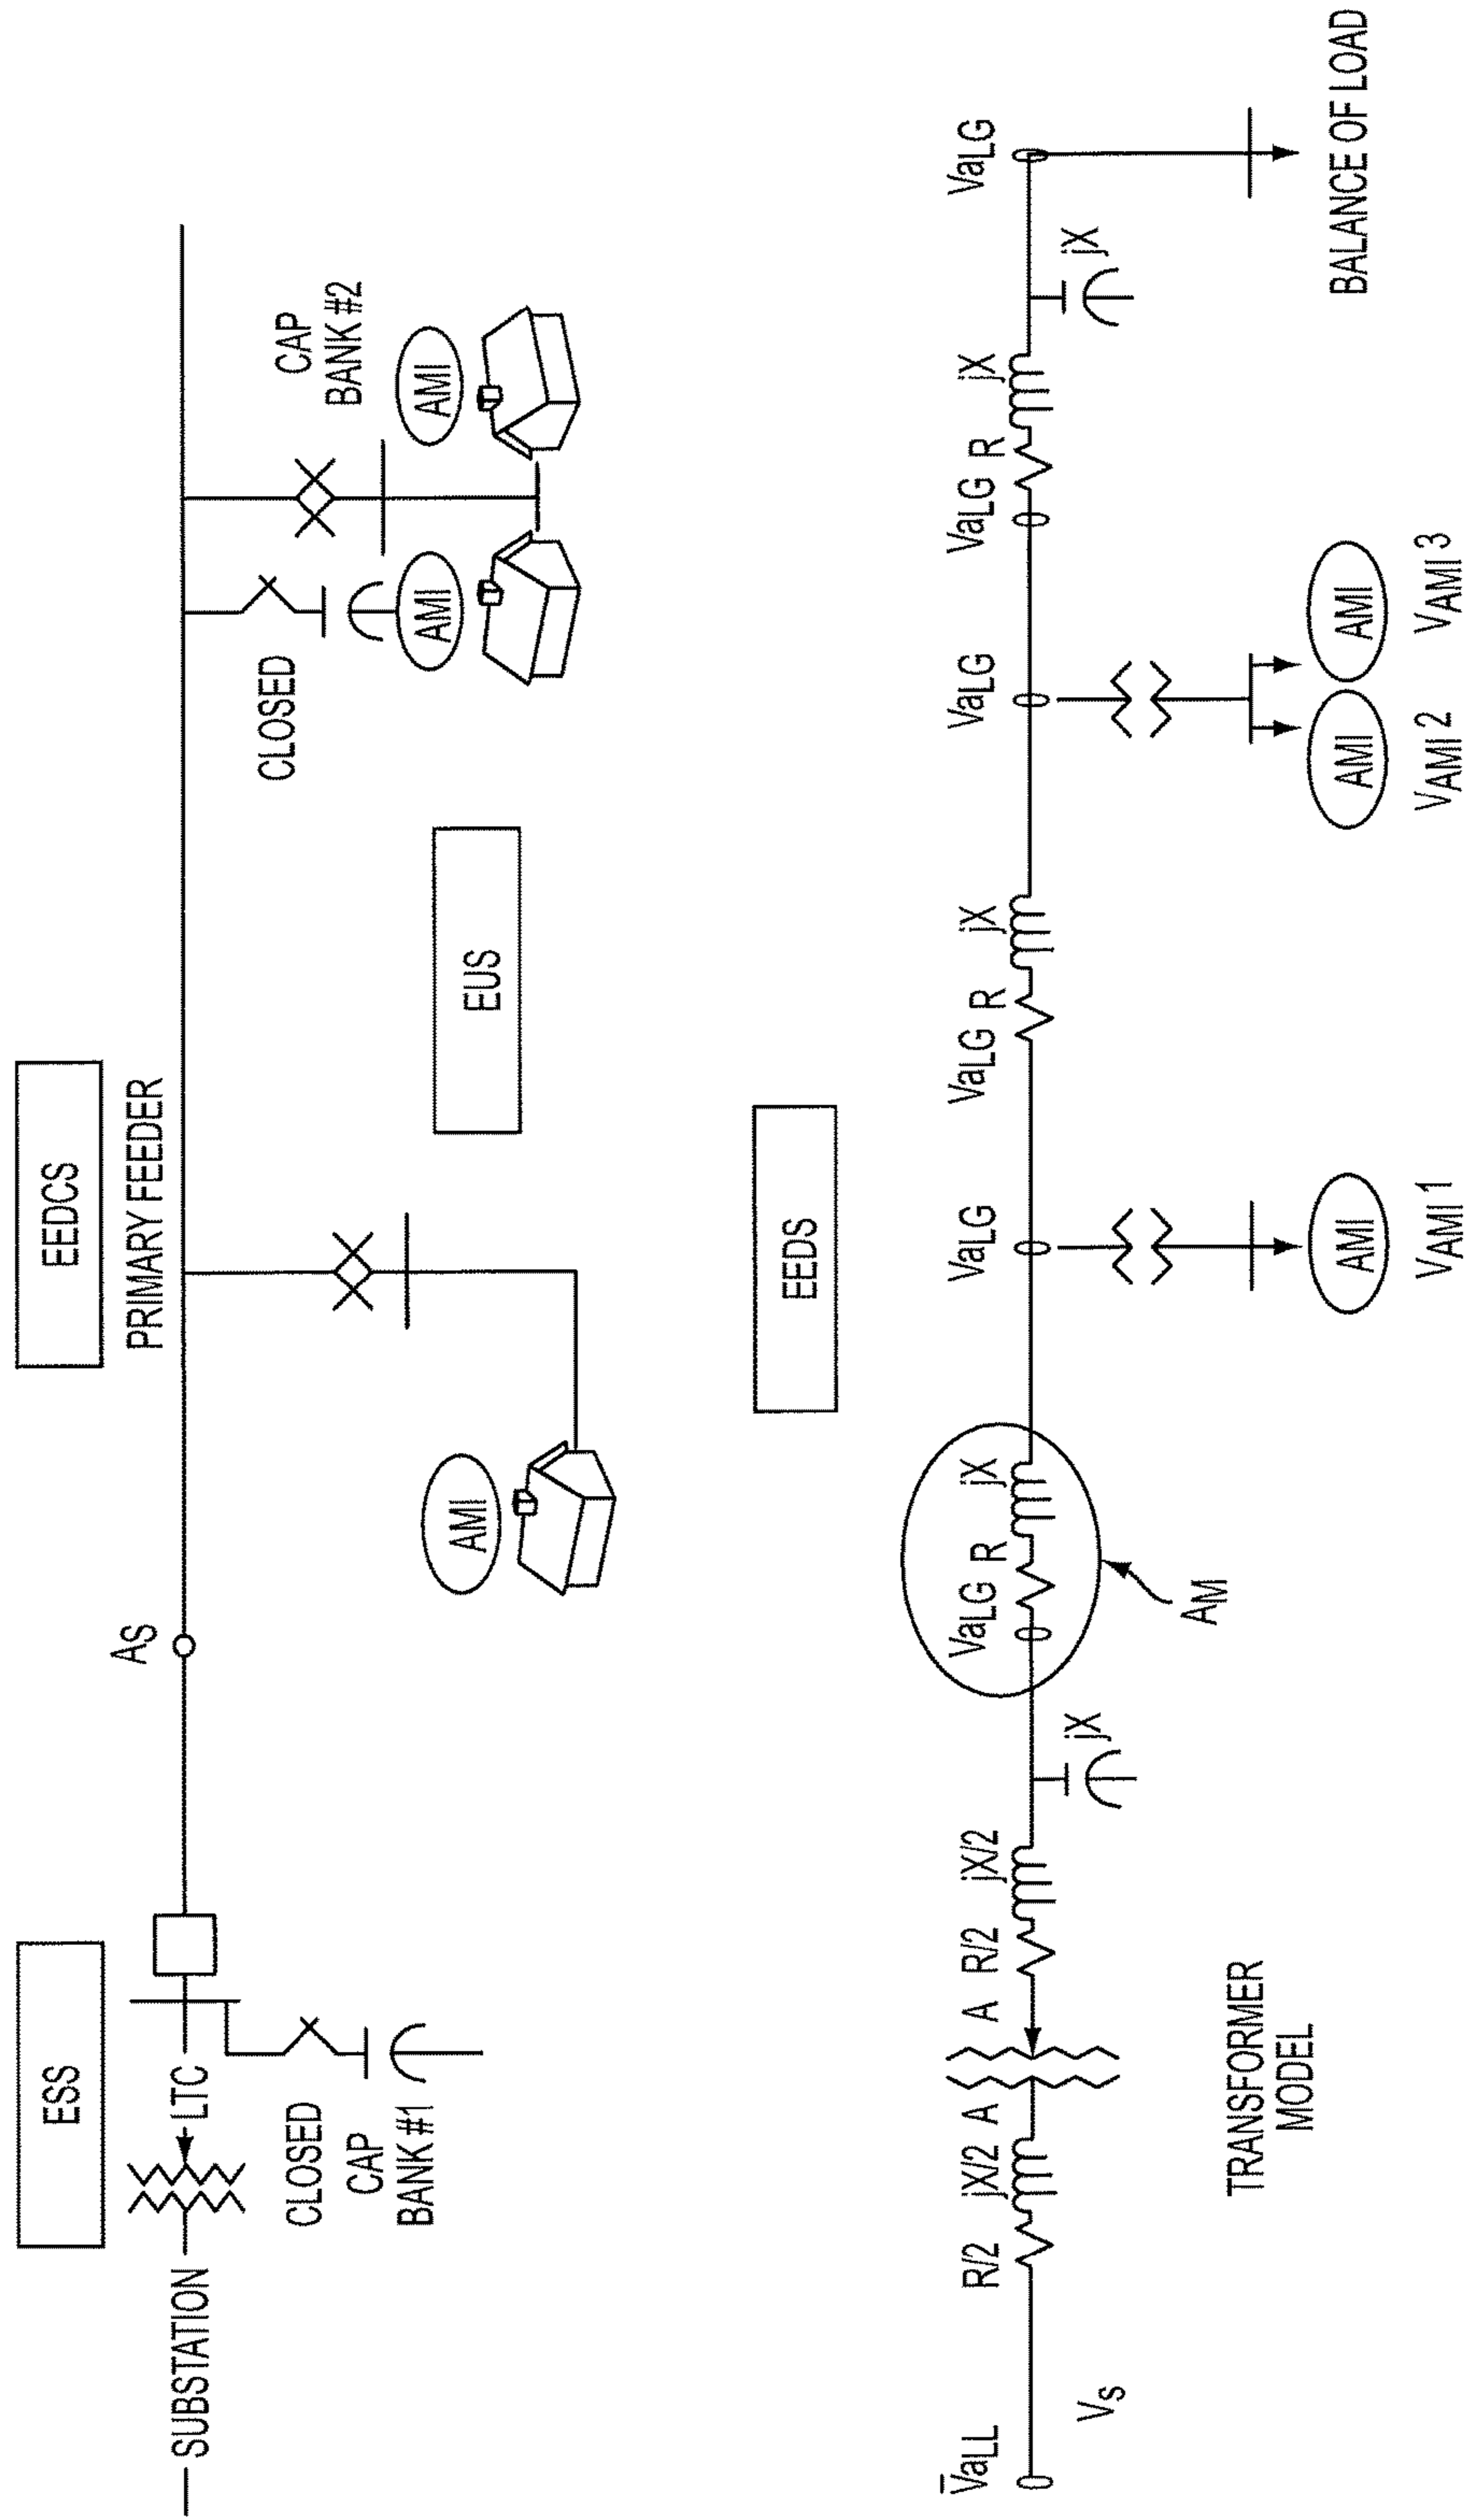 ESS
EEDCS
SUBSTATION
LTC
AS
PRIMARY FEEDER
CLOSED
CAP
BANK #1
AMI
EUS
CLOSED
AMI
CAP
BANK #2
AMI
EEDS
VaLL
VS
R/2
jX/2
A
A
R/2
jX/2
TRANSFORMER
MODEL
jX
VaLG
R
jX
AM
VaLG
AMI
VAMI 1
VaLG
R
jX
VaLG
AMI
AMI
VAMI 2
VAMI 3
VaLG
R
jX
jX
VaLG
BALANCE OF LOAD